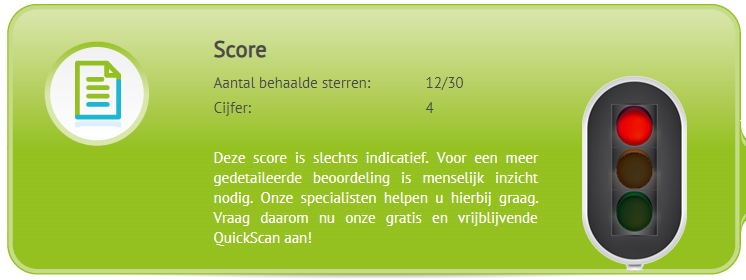 Score
Aantal behaalde sterren: 12/30
Cijfer: 4
Deze score is slechts indicatief. Voor een meer
gedetaileerde beoordeling is menselijk inzicht
nodig. Onze specialisten helpen u hierbij graag.
Vraag daarom nu onze gratis en vrijblijvende
QuickScan aan!